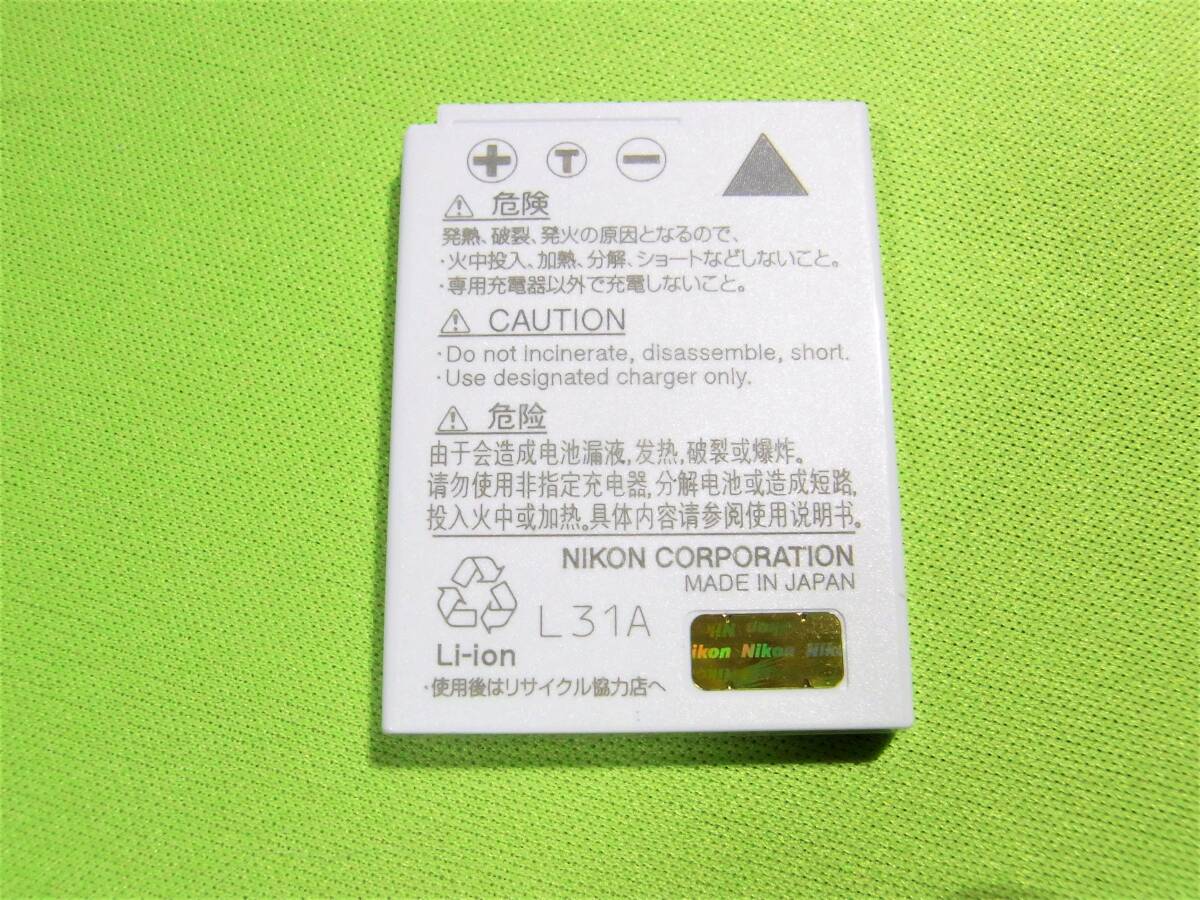 + T −
危険
発熱、破裂、発火の原因となるので、
・火中投入、加熱、分解、ショートなどしないこと。
・専用充電器以外で充電しないこと。
CAUTION
・Do not incinerate, disassemble, short.
・Use designated charger only.
危险
由于会造成电池漏液,发热,破裂或爆炸。
请勿使用非指定充电器,分解电池或造成短路,
投入火中或加热。具体内容请参阅使用说明书。
NIKON CORPORATION
MADE IN JAPAN
L31A
Li-ion
・使用後はリサイクル協力店へ
Nikon